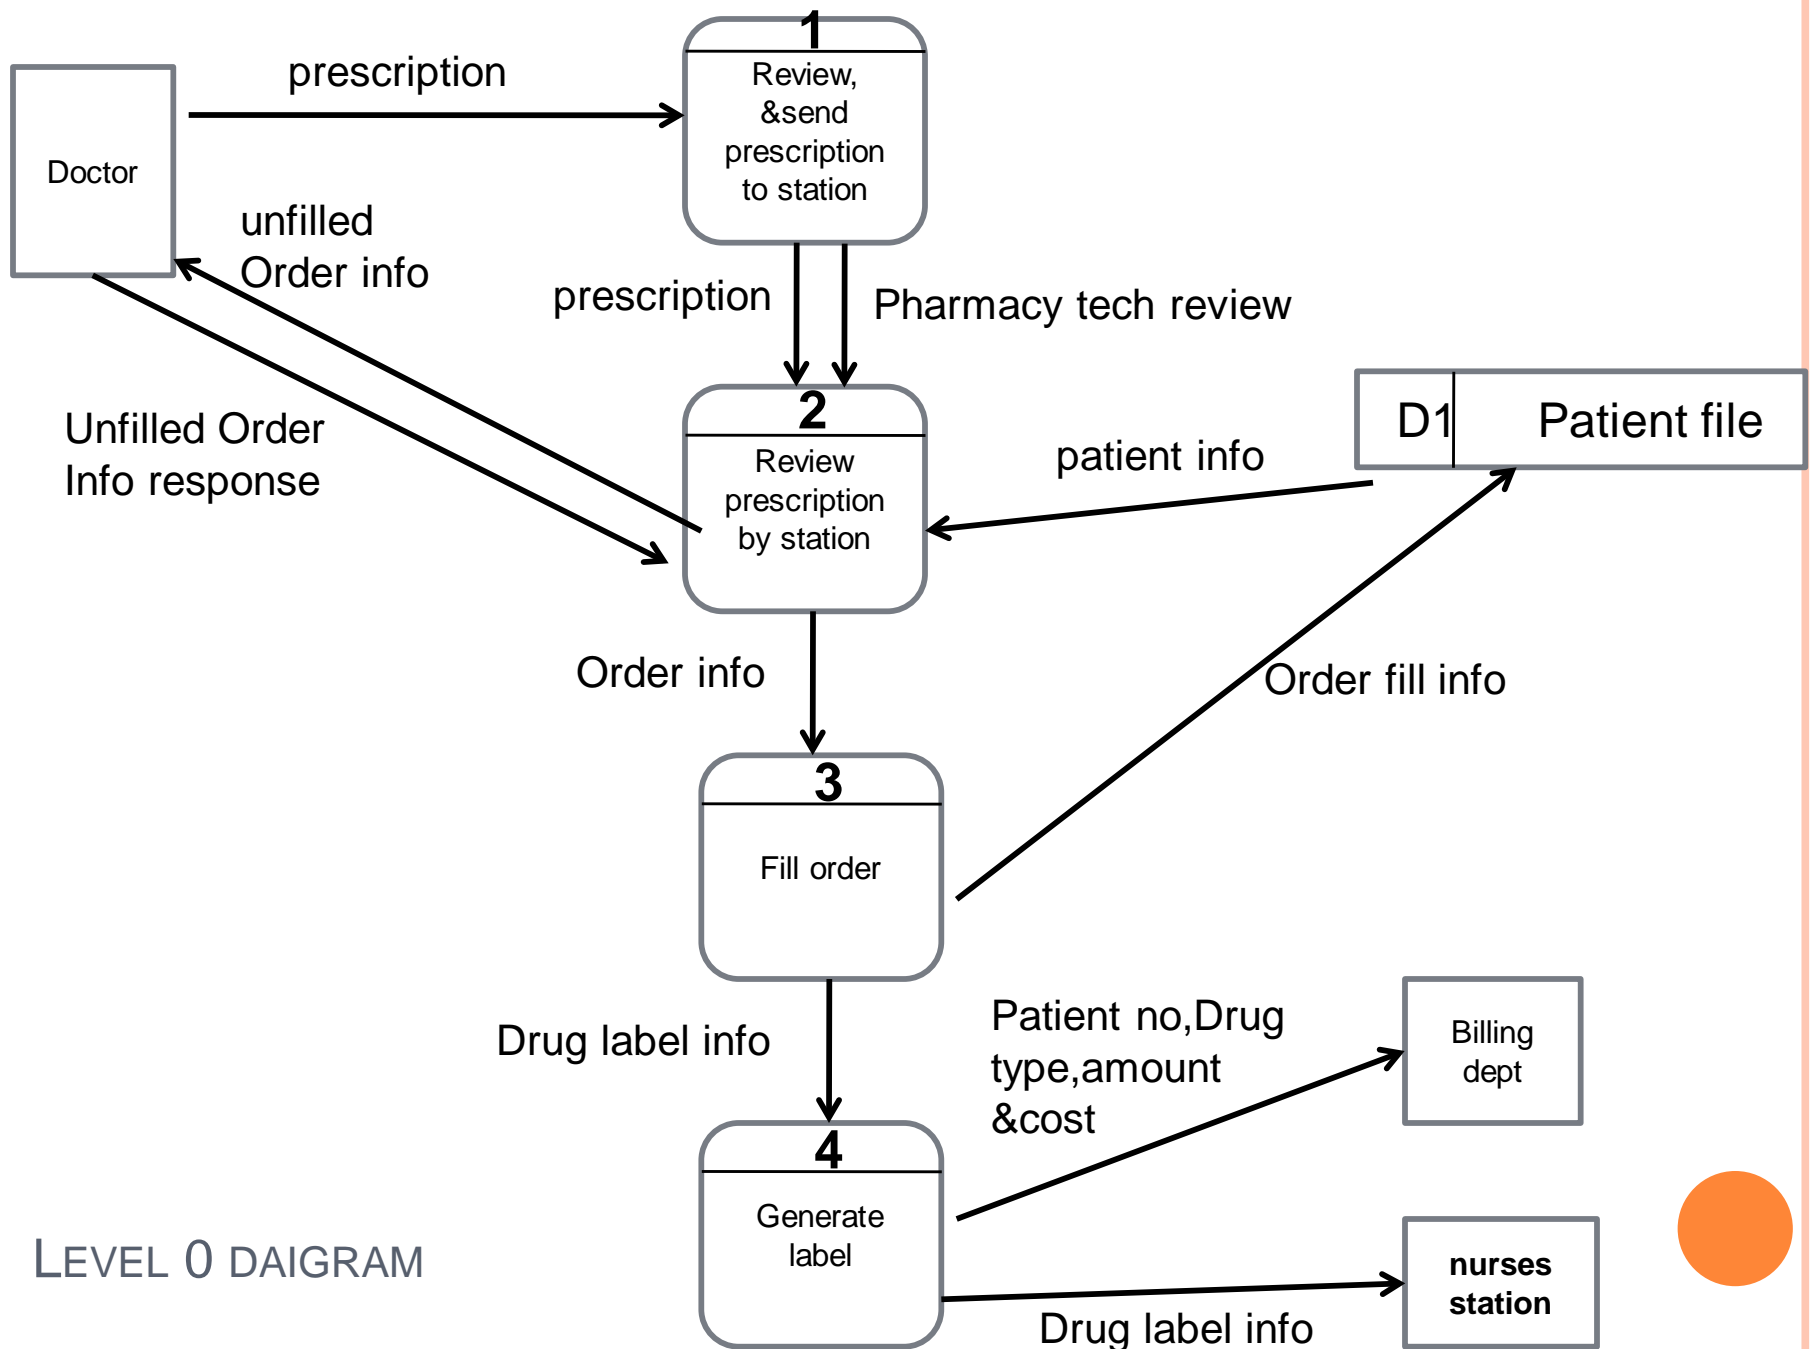 1
Review,
&send
prescription
to station
prescription
Doctor
unfilled
Order info
prescription
Pharmacy tech review
Unfilled Order
Info response
2
Review
prescription
by station
patient info
D1 Patient file
Order info
Order fill info
3
Fill order
Drug label info
Patient no,Drug
type,amount
&cost
Billing
dept
4
Generate
label
LEVEL 0 DAIGRAM
nurses
station
Drug label info